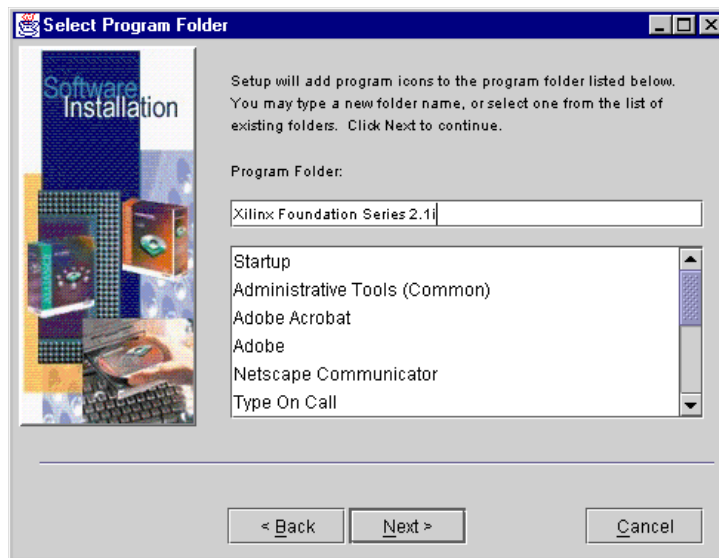 Select Program Folder
Software
Installation
Setup will add program icons to the program folder listed below.
You may type a new folder name, or select one from the list of
existing folders. Click Next to continue.
Program Folder:
Xilinx Foundation Series 2.1i
Startup
Administrative Tools (Common)
Adobe Acrobat
Adobe
Netscape Communicator
Type On Call
ALLIANCE
< Back
Next >
Cancel